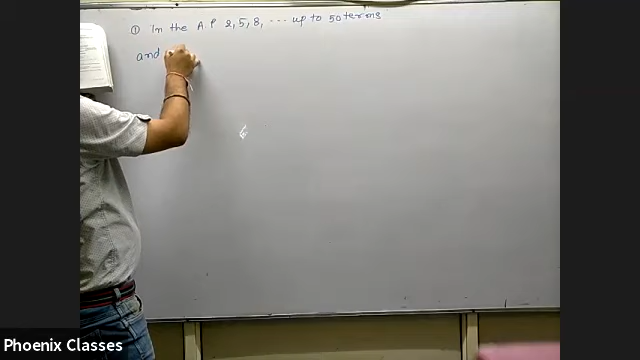 ① In the A.P 2, 5, 8, ... up to 50 terms
and
Phoenix Classes